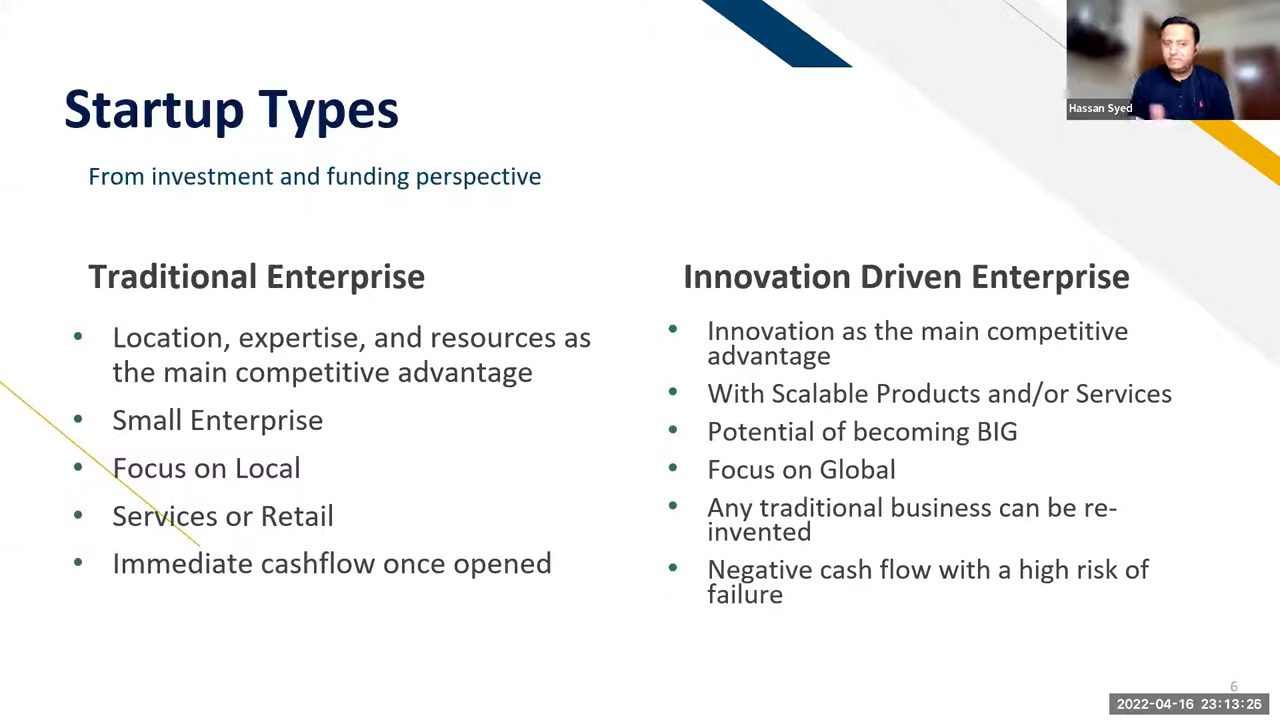 Startup Types
From investment and funding perspective
Hassan Syed
Traditional Enterprise
• Location, expertise, and resources as
the main competitive advantage
• Small Enterprise
• Focus on Local
• Services or Retail
• Immediate cashflow once opened
Innovation Driven Enterprise
• Innovation as the main competitive
advantage
• With Scalable Products and/or Services
• Potential of becoming BIG
• Focus on Global
• Any traditional business can be re-
invented
• Negative cash flow with a high risk of
failure
6
2022-04-16 23:13:26